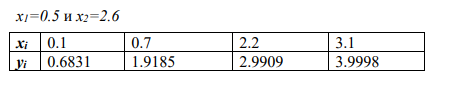 x1=0.5 и x2=2.6
xi 0.1 0.7 2.2 3.1
yi 0.6831 1.9185 2.9909 3.9998